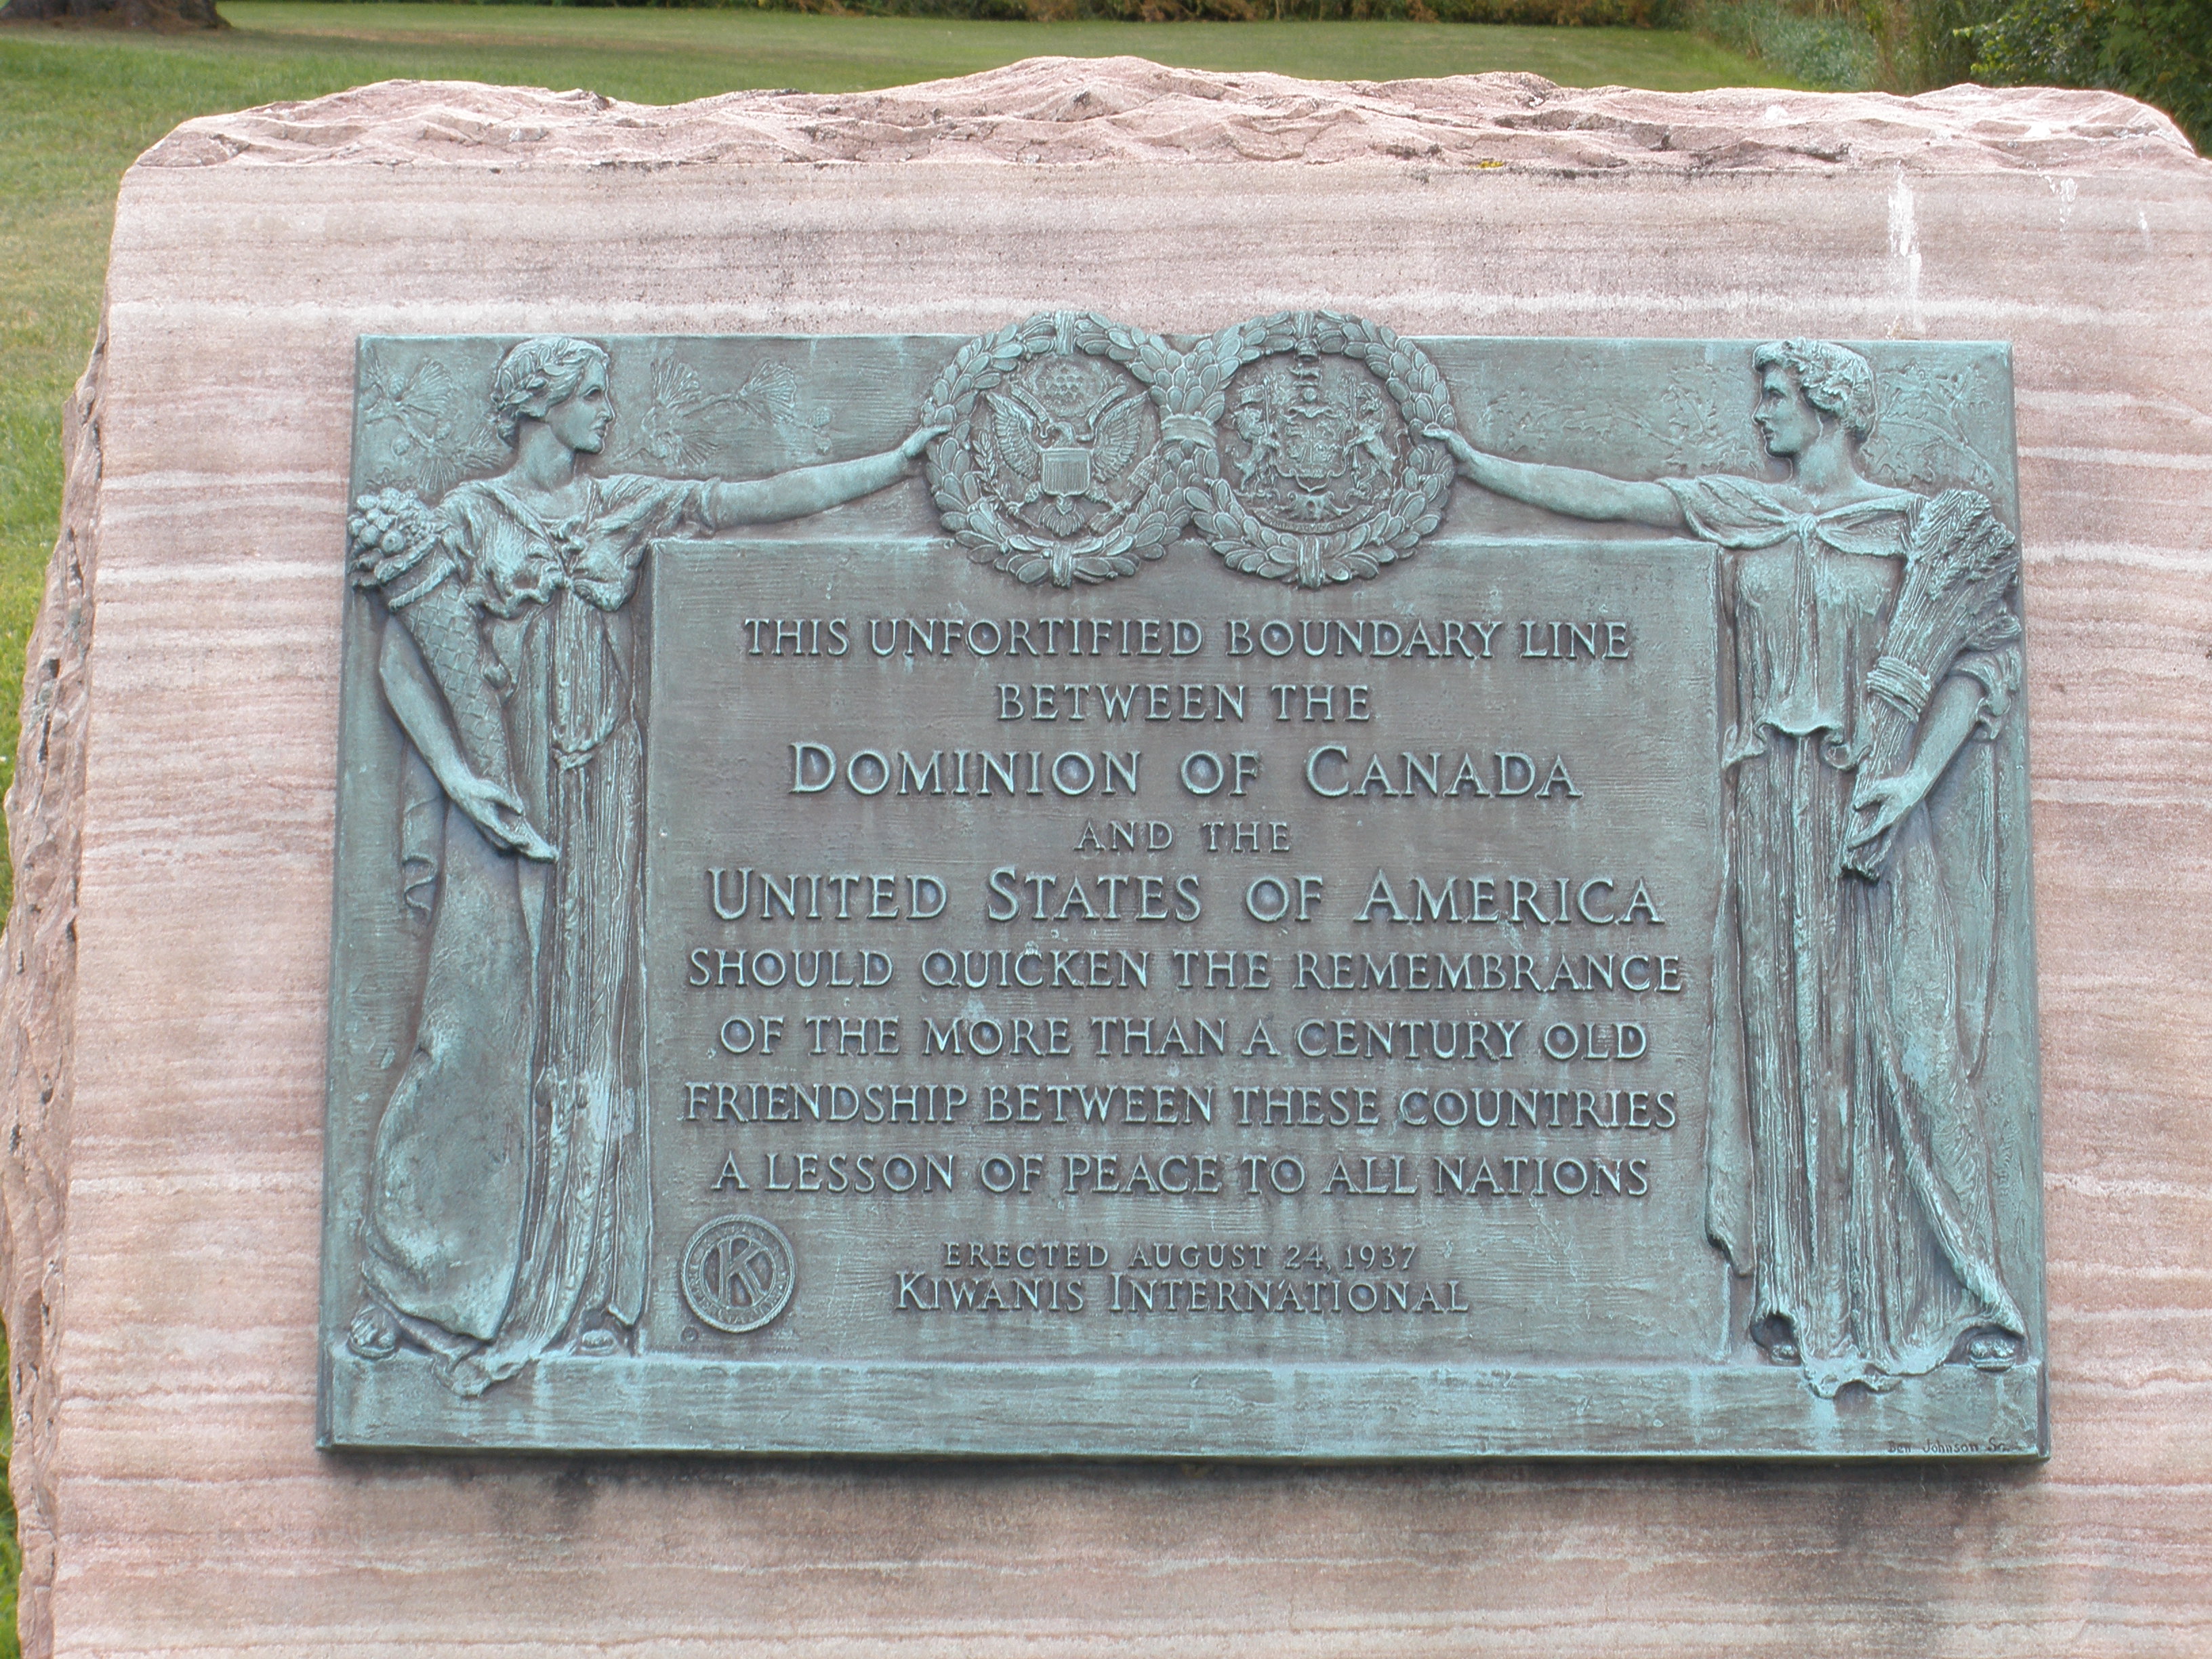 THIS UNFORTIFIED BOUNDARY LINE
BETWEEN THE
DOMINION OF CANADA
AND THE
UNITED STATES OF AMERICA
SHOULD QUICKEN THE REMEMBRANCE
OF THE MORE THAN A CENTURY OLD
FRIENDSHIP BETWEEN THESE COUNTRIES
A LESSON OF PEACE TO ALL NATIONS
ERECTED AUGUST 24, 1937
KIWANIS INTERNATIONAL
K
©
Ben Johnson Sc.